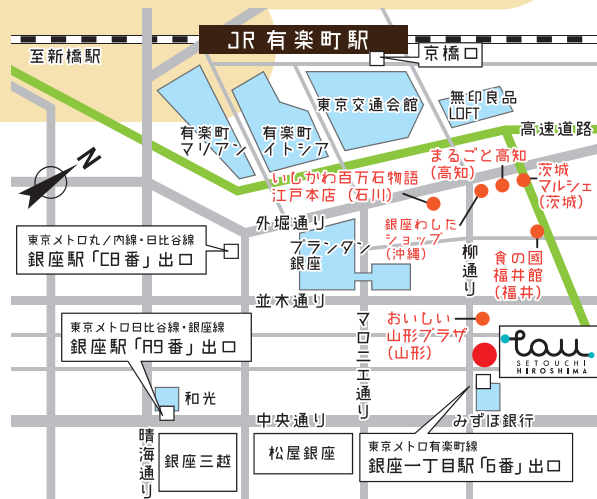 JR 有楽町駅
至新橋駅
京橋口
東京交通会館
無印良品
LOFT
有楽町
マリアン
有楽町
イトシア
高速道路
N
まるごと高知
(高知)
いしかわ百万石物語
江戸本店(石川)
茨城
マルシェ
(茨城)
銀座わした
ショップ
(沖縄)
外堀通り
プランタン
銀座
柳通り
食の國
福井館
(福井)
東京メトロ丸ノ内線・日比谷線
銀座駅「C8番」出口
並木通り
マロニエ通り
おいしい
山形プラザ
(山形)
東京メトロ日比谷線・銀座線
銀座駅「A9番」出口
tau
SETOUCHI
HIROSHIMA
和光
中央通り
みずほ銀行
晴海通り
銀座三越
松屋銀座
東京メトロ有楽町線
銀座一丁目駅「6番」出口